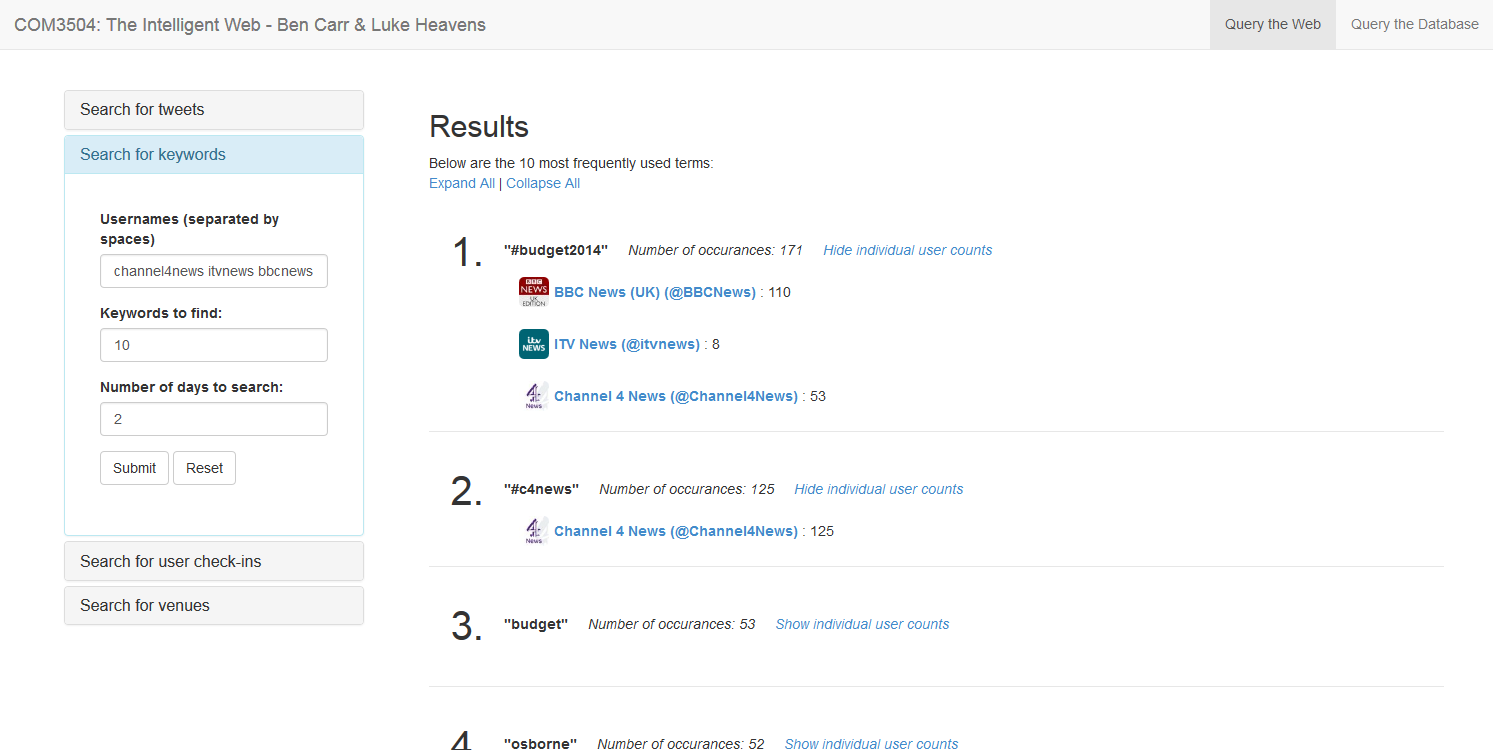 COM3504: The Intelligent Web - Ben Carr & Luke Heavens
Query the Web
Query the Database
Search for tweets
Search for keywords
Usernames (separated by
spaces)
channel4news itvnews bbcnews
Keywords to find:
10
Number of days to search:
2
Submit
Reset
Search for user check-ins
Search for venues
Results
Below are the 10 most frequently used terms:
Expand All | Collapse All
1. "#budget2014" Number of occurances: 171 Hide individual user counts
BBC NEWS UK EDITION BBC News (UK) (@BBCNews) : 110
itv NEWS ITV News (@itvnews) : 8
4 News Channel 4 News (@Channel4News) : 53
2. "#c4news" Number of occurances: 125 Hide individual user counts
4 News Channel 4 News (@Channel4News) : 125
3. "budget" Number of occurances: 53 Show individual user counts
4. "osborne" Number of occurances: 52 Show individual user counts